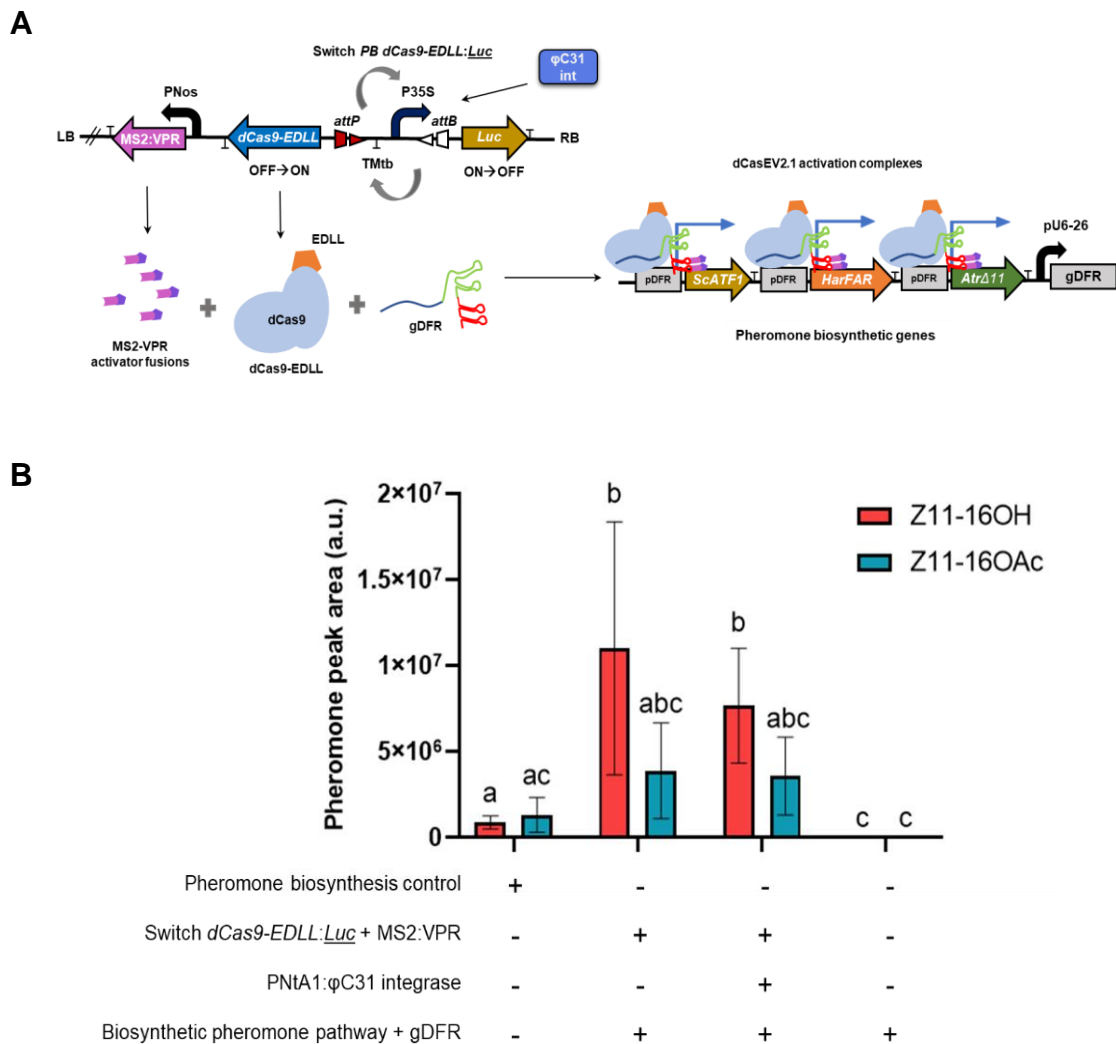 A
Switch PB dCas9-EDLL:Luc
φC31
int
PNos
P35S
attP
attB
LB
MS2:VPR
dCas9-EDLL
Luc
RB
OFF→ON
TMtb
ON→OFF
dCasEV2.1 activation complexes
EDLL
pU6-26
pDFR
ScATF1
pDFR
HarFAR
pDFR
AtrΔ11
gDFR
dCas9
gDFR
MS2-VPR
activator fusions
dCas9-EDLL
Pheromone biosynthetic genes
B
Pheromone peak area (a.u.)
2×10⁷
1.5×10⁷
1×10⁷
5×10⁶
0
a
ac
b
abc
b
abc
c
c
Z11-16OH
Z11-16OAc
Pheromone biosynthesis control + - - -
Switch dCas9-EDLL:Luc + MS2:VPR - + + -
PNtA1:φC31 integrase - - + -
Biosynthetic pheromone pathway + gDFR - + + +